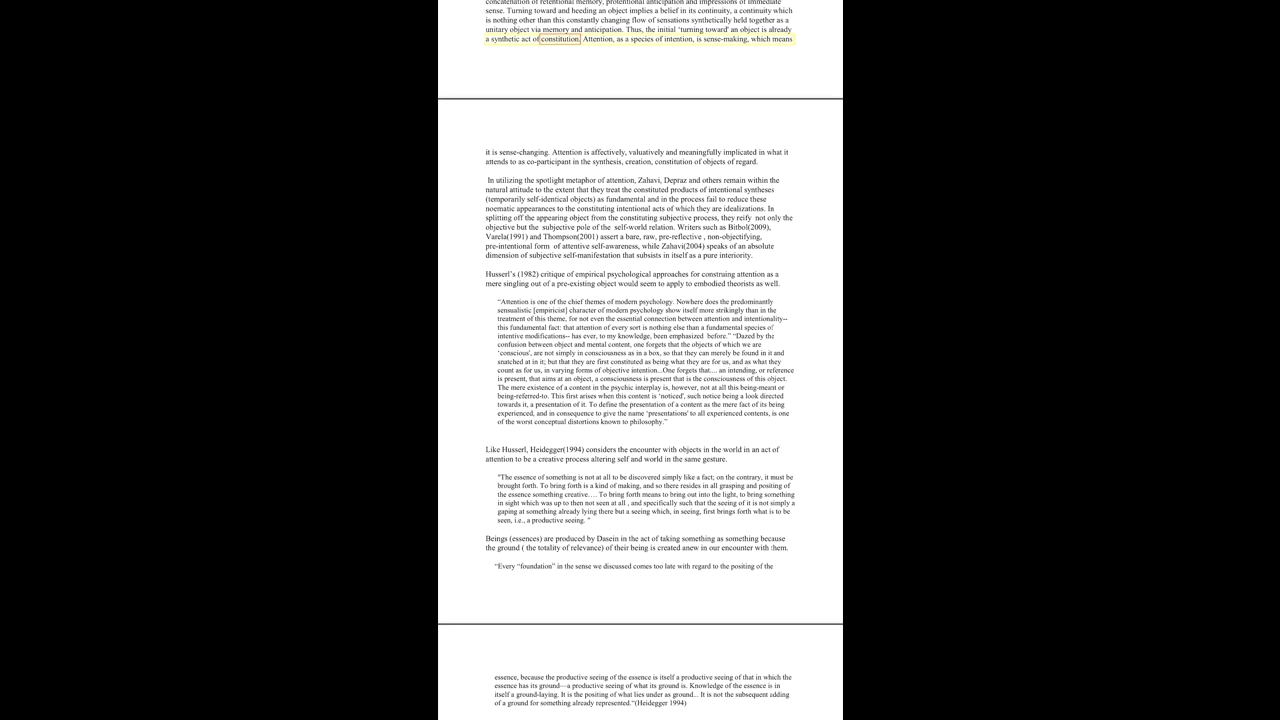 concatenation of retentional memory, protentional anticipation and impressions of immediate
sense. Turning toward and heeding an object implies a belief in its continuity, a continuity which
is nothing other than this constantly changing flow of sensations synthetically held together as a
unitary object via memory and anticipation. Thus, the initial ‘turning toward’ an object is already
a synthetic act of constitution. Attention, as a species of intention, is sense-making, which means
it is sense-changing. Attention is affectively, valuatively and meaningfully implicated in what it
attends to as co-participant in the synthesis, creation, constitution of objects of regard.
In utilizing the spotlight metaphor of attention, Zahavi, Depraz and others remain within the
natural attitude to the extent that they treat the constituted products of intentional syntheses
(temporarily self-identical objects) as fundamental and in the process fail to reduce these
noematic appearances to the constituting intentional acts of which they are idealizations. In
splitting off the appearing object from the constituting subjective process, they reify not only the
objective but the subjective pole of the self-world relation. Writers such as Bitbol(2009),
Varela(1991) and Thompson(2001) assert a bare, raw, pre-reflective , non-objectifying,
pre-intentional form of attentive self-awareness, while Zahavi(2004) speaks of an absolute
dimension of subjective self-manifestation that subsists in itself as a pure interiority.
Husserl’s (1982) critique of empirical psychological approaches for construing attention as a
mere singling out of a pre-existing object would seem to apply to embodied theorists as well.
“Attention is one of the chief themes of modern psychology. Nowhere does the predominantly
sensualistic [empiricist] character of modern psychology show itself more strikingly than in the
treatment of this theme, for not even the essential connection between attention and intentionality--
this fundamental fact: that attention of every sort is nothing else than a fundamental species of
intentive modifications-- has ever, to my knowledge, been emphasized before.” “Dazed by the
confusion between object and mental content, one forgets that the objects of which we are
‘conscious’, are not simply in consciousness as in a box, so that they can merely be found in it and
snatched at in it; but that they are first constituted as being what they are for us, and as what they
count as for us, in varying forms of objective intention...One forgets that.... an intending, or reference
is present, that aims at an object, a consciousness is present that is the consciousness of this object.
The mere existence of a content in the psychic interplay is, however, not at all this being-meant or
being-referred-to. This first arises when this content is ‘noticed’, such notice being a look directed
towards it, a presentation of it. To define the presentation of a content as the mere fact of its being
experienced, and in consequence to give the name ‘presentations’ to all experienced contents, is one
of the worst conceptual distortions known to philosophy.”
Like Husserl, Heidegger(1994) considers the encounter with objects in the world in an act of
attention to be a creative process altering self and world in the same gesture.
"The essence of something is not at all to be discovered simply like a fact; on the contrary, it must be
brought forth. To bring forth is a kind of making, and so there resides in all grasping and positing of
the essence something creative…. To bring forth means to bring out into the light, to bring something
in sight which was up to then not seen at all , and specifically such that the seeing of it is not simply a
gaping at something already lying there but a seeing which, in seeing, first brings forth what is to be
seen, i.e., a productive seeing. "
Beings (essences) are produced by Dasein in the act of taking something as something because
the ground ( the totality of relevance) of their being is created anew in our encounter with them.
“Every “foundation” in the sense we discussed comes too late with regard to the positing of the
essence, because the productive seeing of the essence is itself a productive seeing of that in which the
essence has its ground—a productive seeing of what its ground is. Knowledge of the essence is in
itself a ground-laying. It is the positing of what lies under as ground... It is not the subsequent adding
of a ground for something already represented.“(Heidegger 1994)